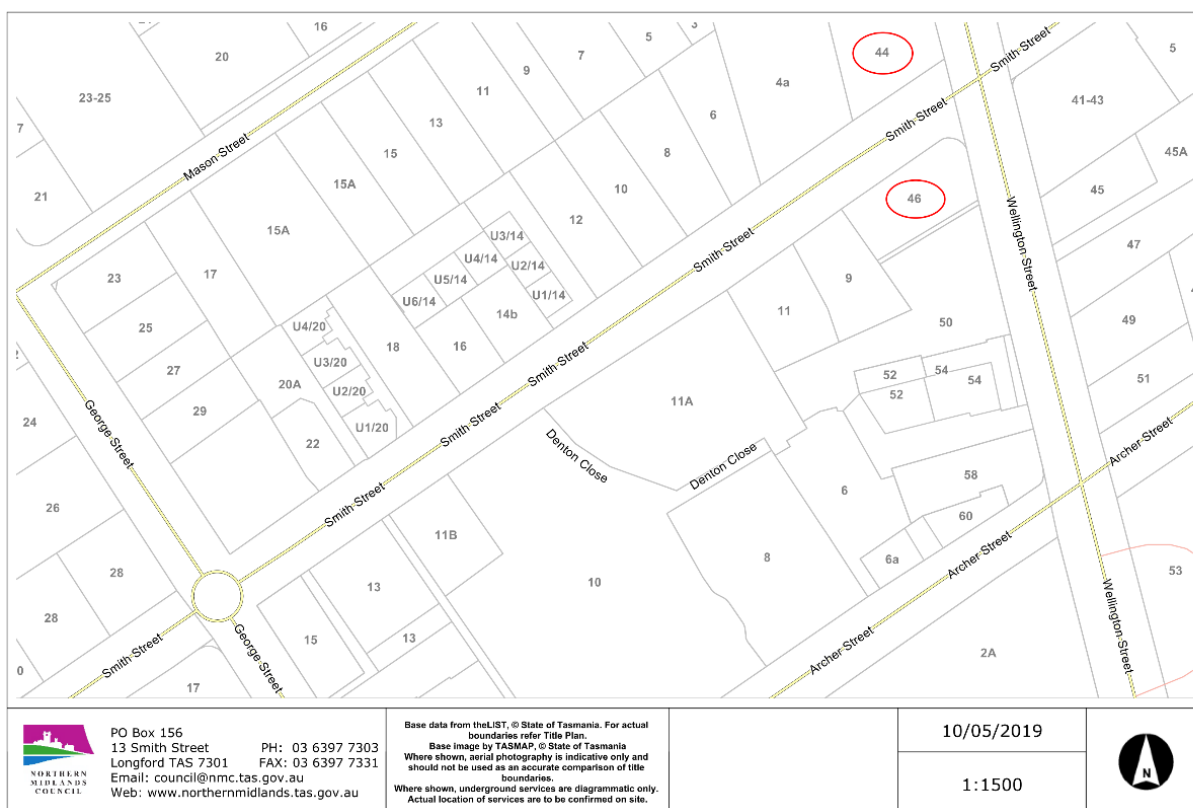 21
16
20
5
3
7
44
5
Smith Street
9
4a
11
23-25
41-43
6
13
Smith Street
7
Mason Street
15
8
45A
15A
10
45
21
46
12
Wellington Street
15A
U3/14
17
47
U4/14
Smith Street
U2/14
23
U5/14
9
U1/14
U6/14
11
14b
49
50
25
U4/20
18
16
U3/20
Smith Street
54
27
52
54
51
20A
U2/20
52
11A
29
George Street
Smith Street
24
U1/20
22
Archer Street
Denton Close
Denton Close
58
6
Smith Street
26
60
11B
Archer Street
8
6a
28
10
53
13
28
Wellington Street
15
13
Archer Street
Smith Street
George Street
2A
0
17
NORTHERN
MIDLANDS
COUNCIL
PO Box 156
13 Smith Street PH: 03 6397 7303
Longford TAS 7301 FAX: 03 6397 7331
Email: council@nmc.tas.gov.au
Web: www.northernmidlands.tas.gov.au
Base data from theLIST, © State of Tasmania. For actual
boundaries refer Title Plan.
Base image by TASMAP, © State of Tasmania
Where shown, aerial photography is indicative only and
should not be used as an accurate comparison of title
boundaries.
Where shown, underground services are diagrammatic only.
Actual location of services are to be confirmed on site.
10/05/2019
1:1500
N